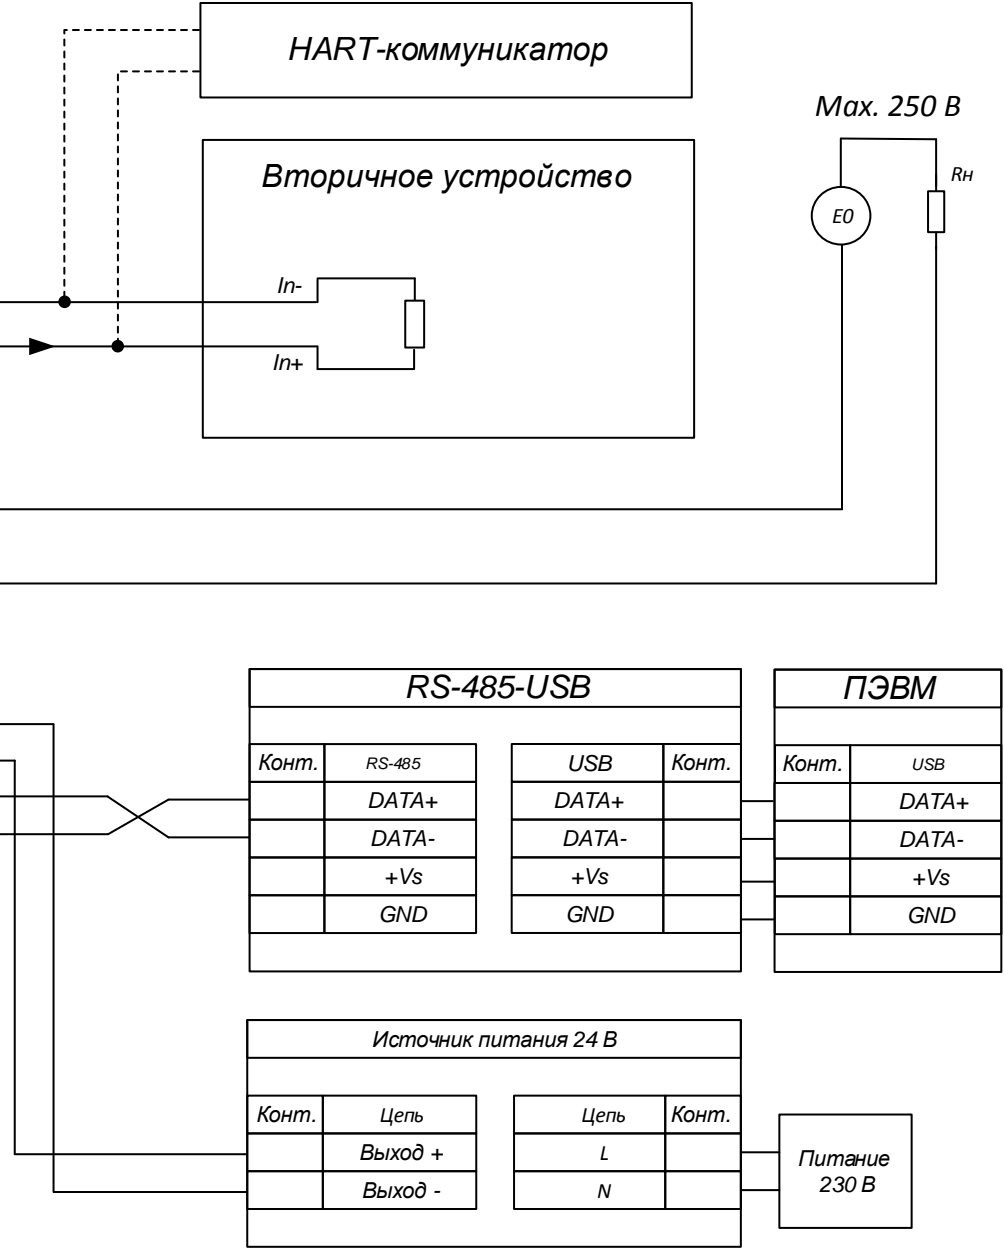 HART-коммуникатор
Max. 250 В
Вторичное устройство
Rн
E0
In-
In+
RS-485-USB
ПЭВМ
Конт.
RS-485
USB
Конт.
Конт.
USB
DATA+
DATA+
DATA+
DATA-
DATA-
DATA-
+Vs
+Vs
+Vs
GND
GND
GND
Источник питания 24 В
Конт.
Цепь
Цепь
Конт.
Выход +
L
Выход -
N
Питание
230 В